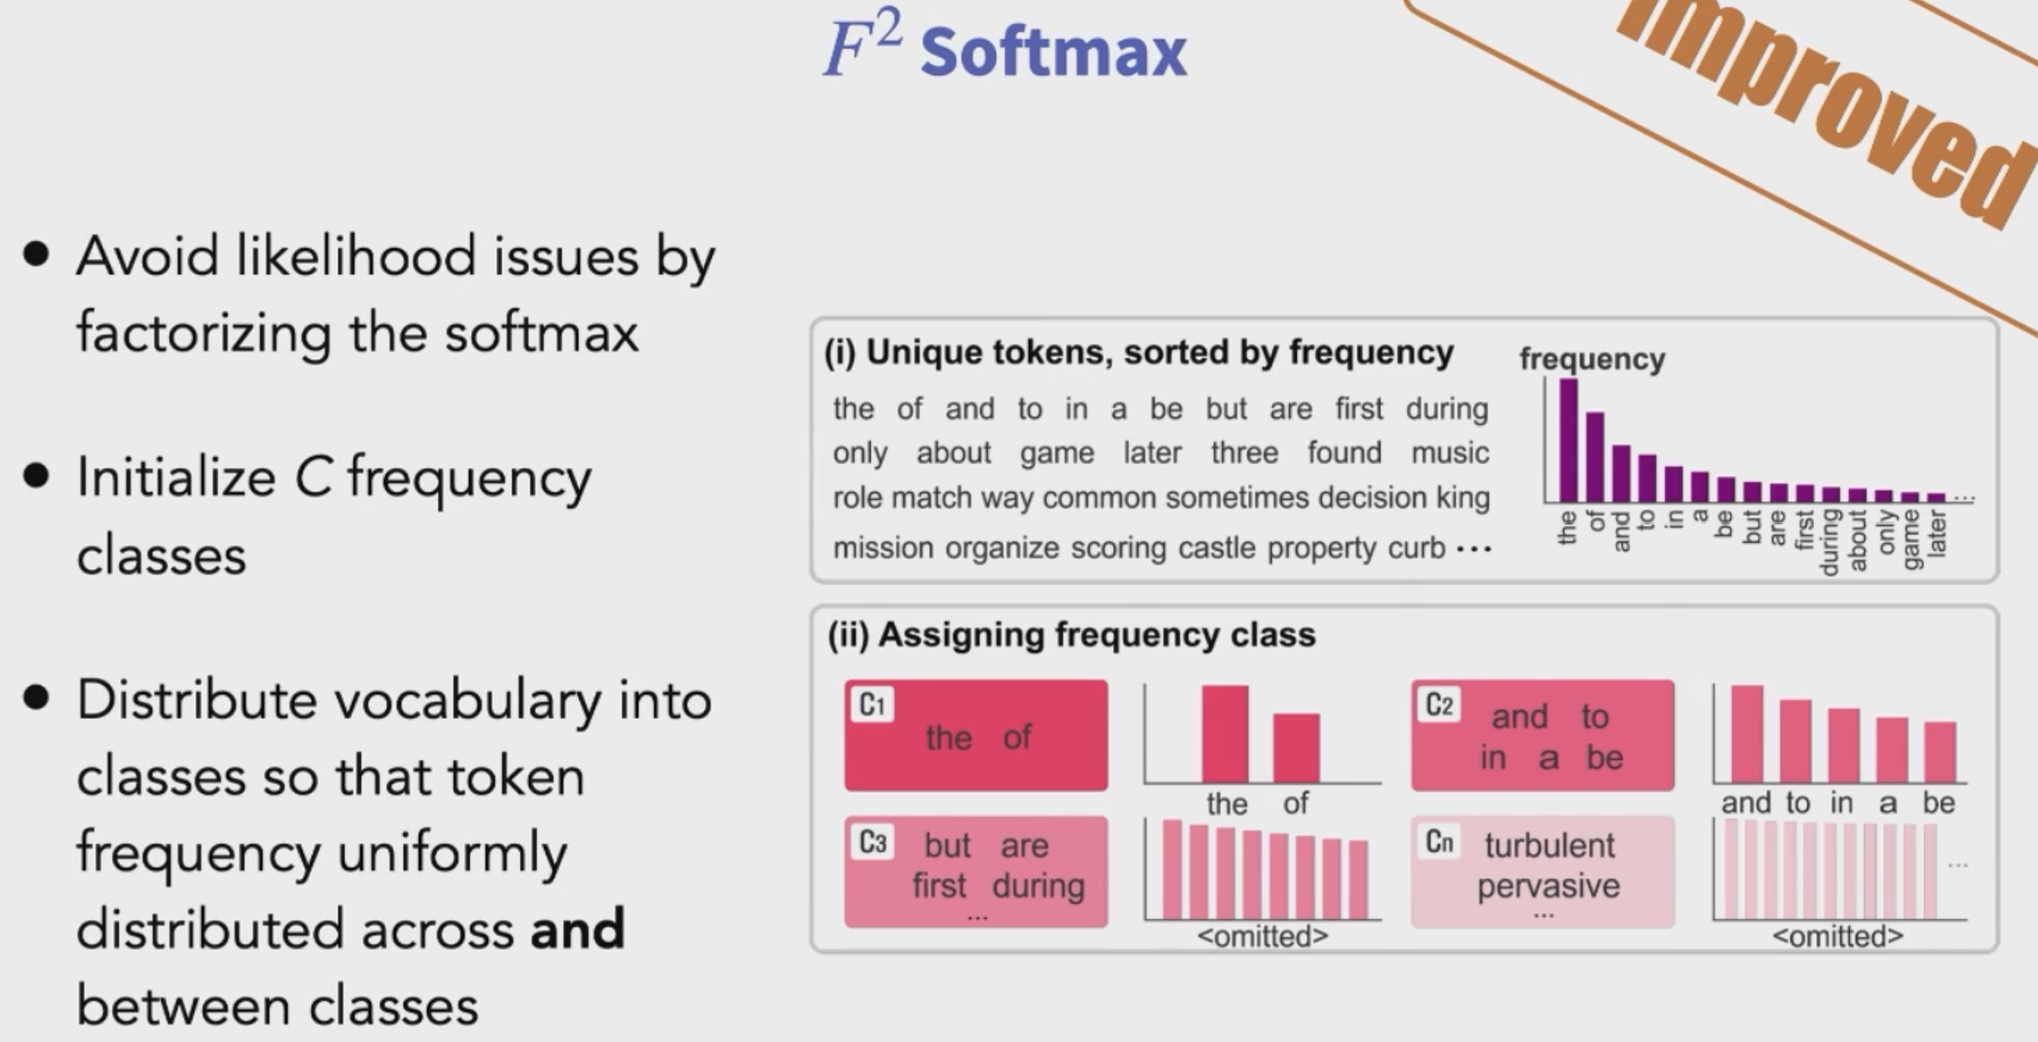 F² Softmax
Improved
• Avoid likelihood issues by
factorizing the softmax
• Initialize C frequency
classes
• Distribute vocabulary into
classes so that token
frequency uniformly
distributed across and
between classes
(i) Unique tokens, sorted by frequency
the of and to in a be but are first during
only about game later three found music
role match way common sometimes decision king
mission organize scoring castle property curb ...
frequency
the of and to in a be but are first during about only game later ...
(ii) Assigning frequency class
C1
the of
the of
C2
and to
in a be
and to in a be
C3
but are
first during
...
<omitted>
Cn
turbulent
pervasive
...
...
<omitted>